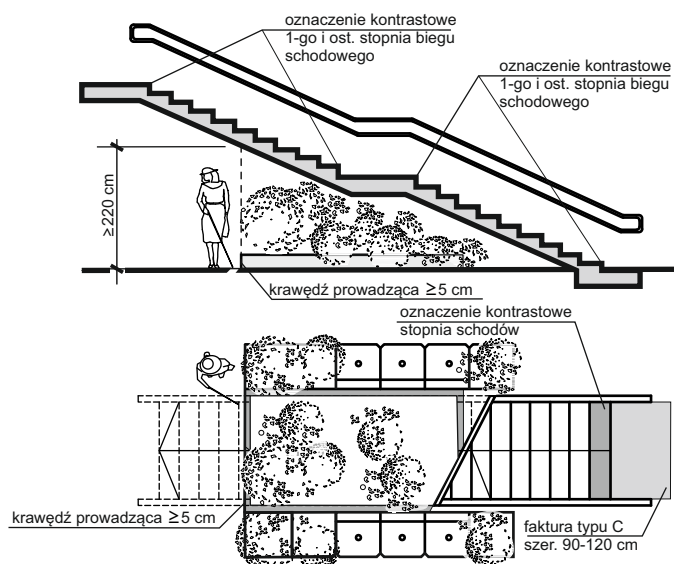 oznaczenie kontrastowe
1-go i ost. stopnia biegu
schodowego
oznaczenie kontrastowe
1-go i ost. stopnia biegu
schodowego
≥220 cm
krawędź prowadząca ≥5 cm
oznaczenie kontrastowe
stopnia schodów
krawędź prowadząca ≥5 cm
faktura typu C
szer. 90-120 cm